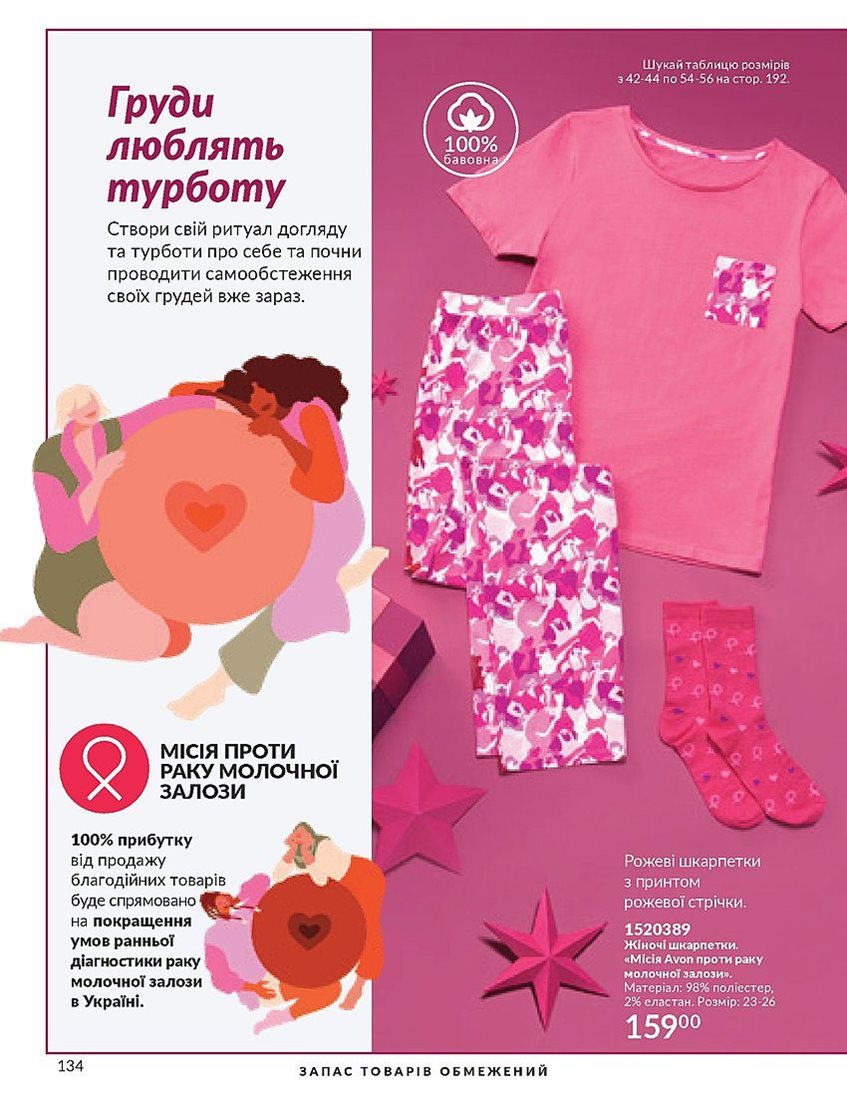 Груди
люблять
турботу
Створи свій ритуал догляду
та турботи про себе та почни
проводити самообстеження
своїх грудей вже зараз.
МІСІЯ ПРОТИ
РАКУ МОЛОЧНОЇ
ЗАЛОЗИ
100% прибутку
від продажу
благодійних товарів
буде спрямовано
на покращення
умов ранньої
діагностики раку
молочної залози
в Україні.
Шукай таблицю розмірів
з 42-44 по 54-56 на стор. 192.
100%
бавовна
Рожеві шкарпетки
з принтом
рожевої стрічки.
1520389
Жіночі шкарпетки.
«Місія Avon проти раку
молочної залози».
Матеріал: 98% поліестер,
2% еластан. Розмір: 23-26
15900
134
ЗАПАС ТОВАРІВ ОБМЕЖЕНИЙ